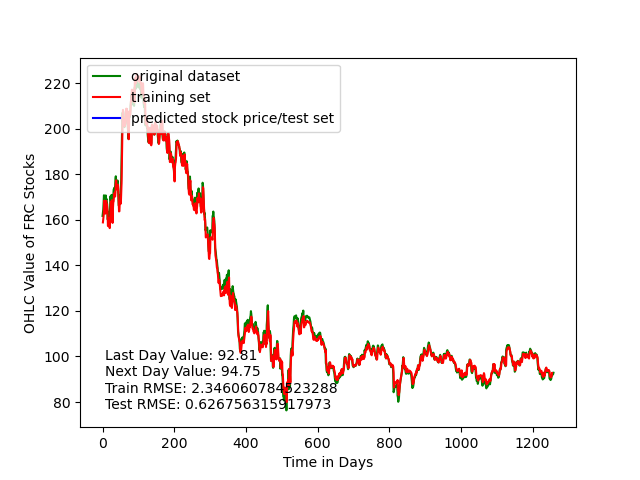 original dataset
training set
predicted stock price/test set
OHLC Value of FRC Stocks
220
200
180
160
140
120
100
80
Last Day Value: 92.81
Next Day Value: 94.75
Train RMSE: 2.346060784523288
Test RMSE: 0.626756315917973
0 200 400 600 800 1000 1200
Time in Days